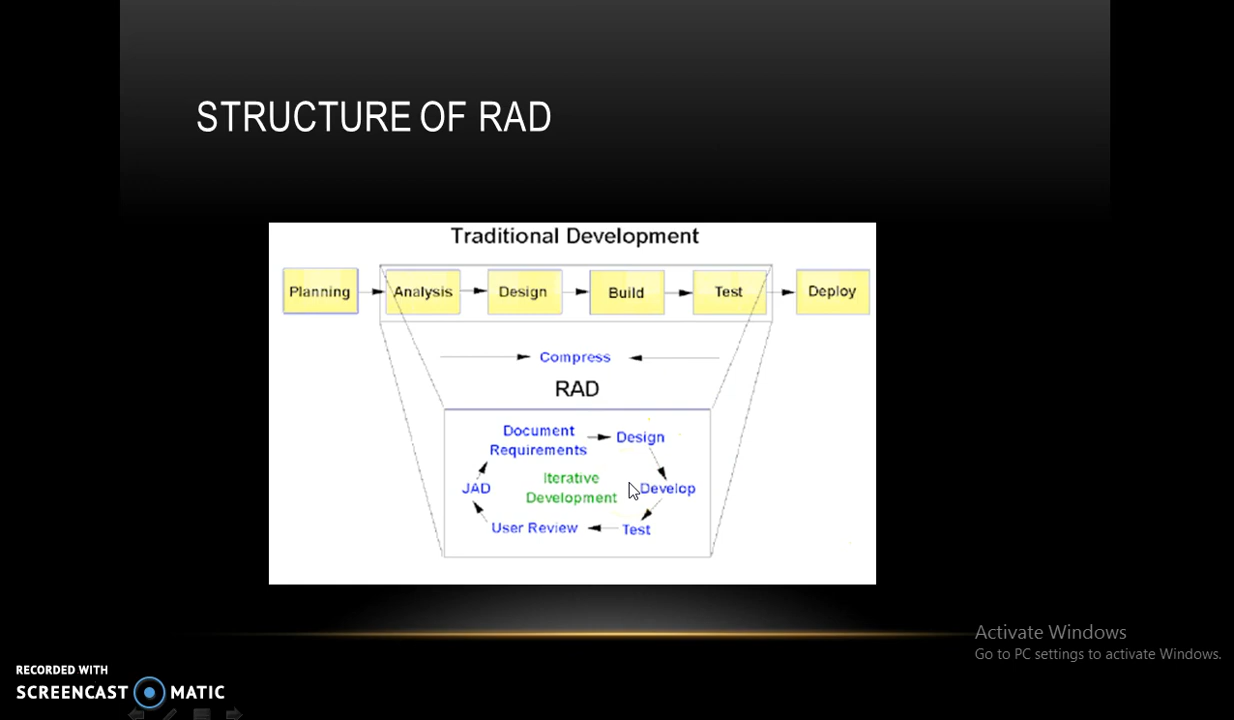 STRUCTURE OF RAD
Traditional Development
Planning Analysis Design Build Test Deploy
Compress
RAD
Document
Requirements
Design
Iterative
Development
JAD
Develop
User Review
Test
Activate Windows
Go to PC settings to activate Windows.
RECORDED WITH
SCREENCAST MATIC